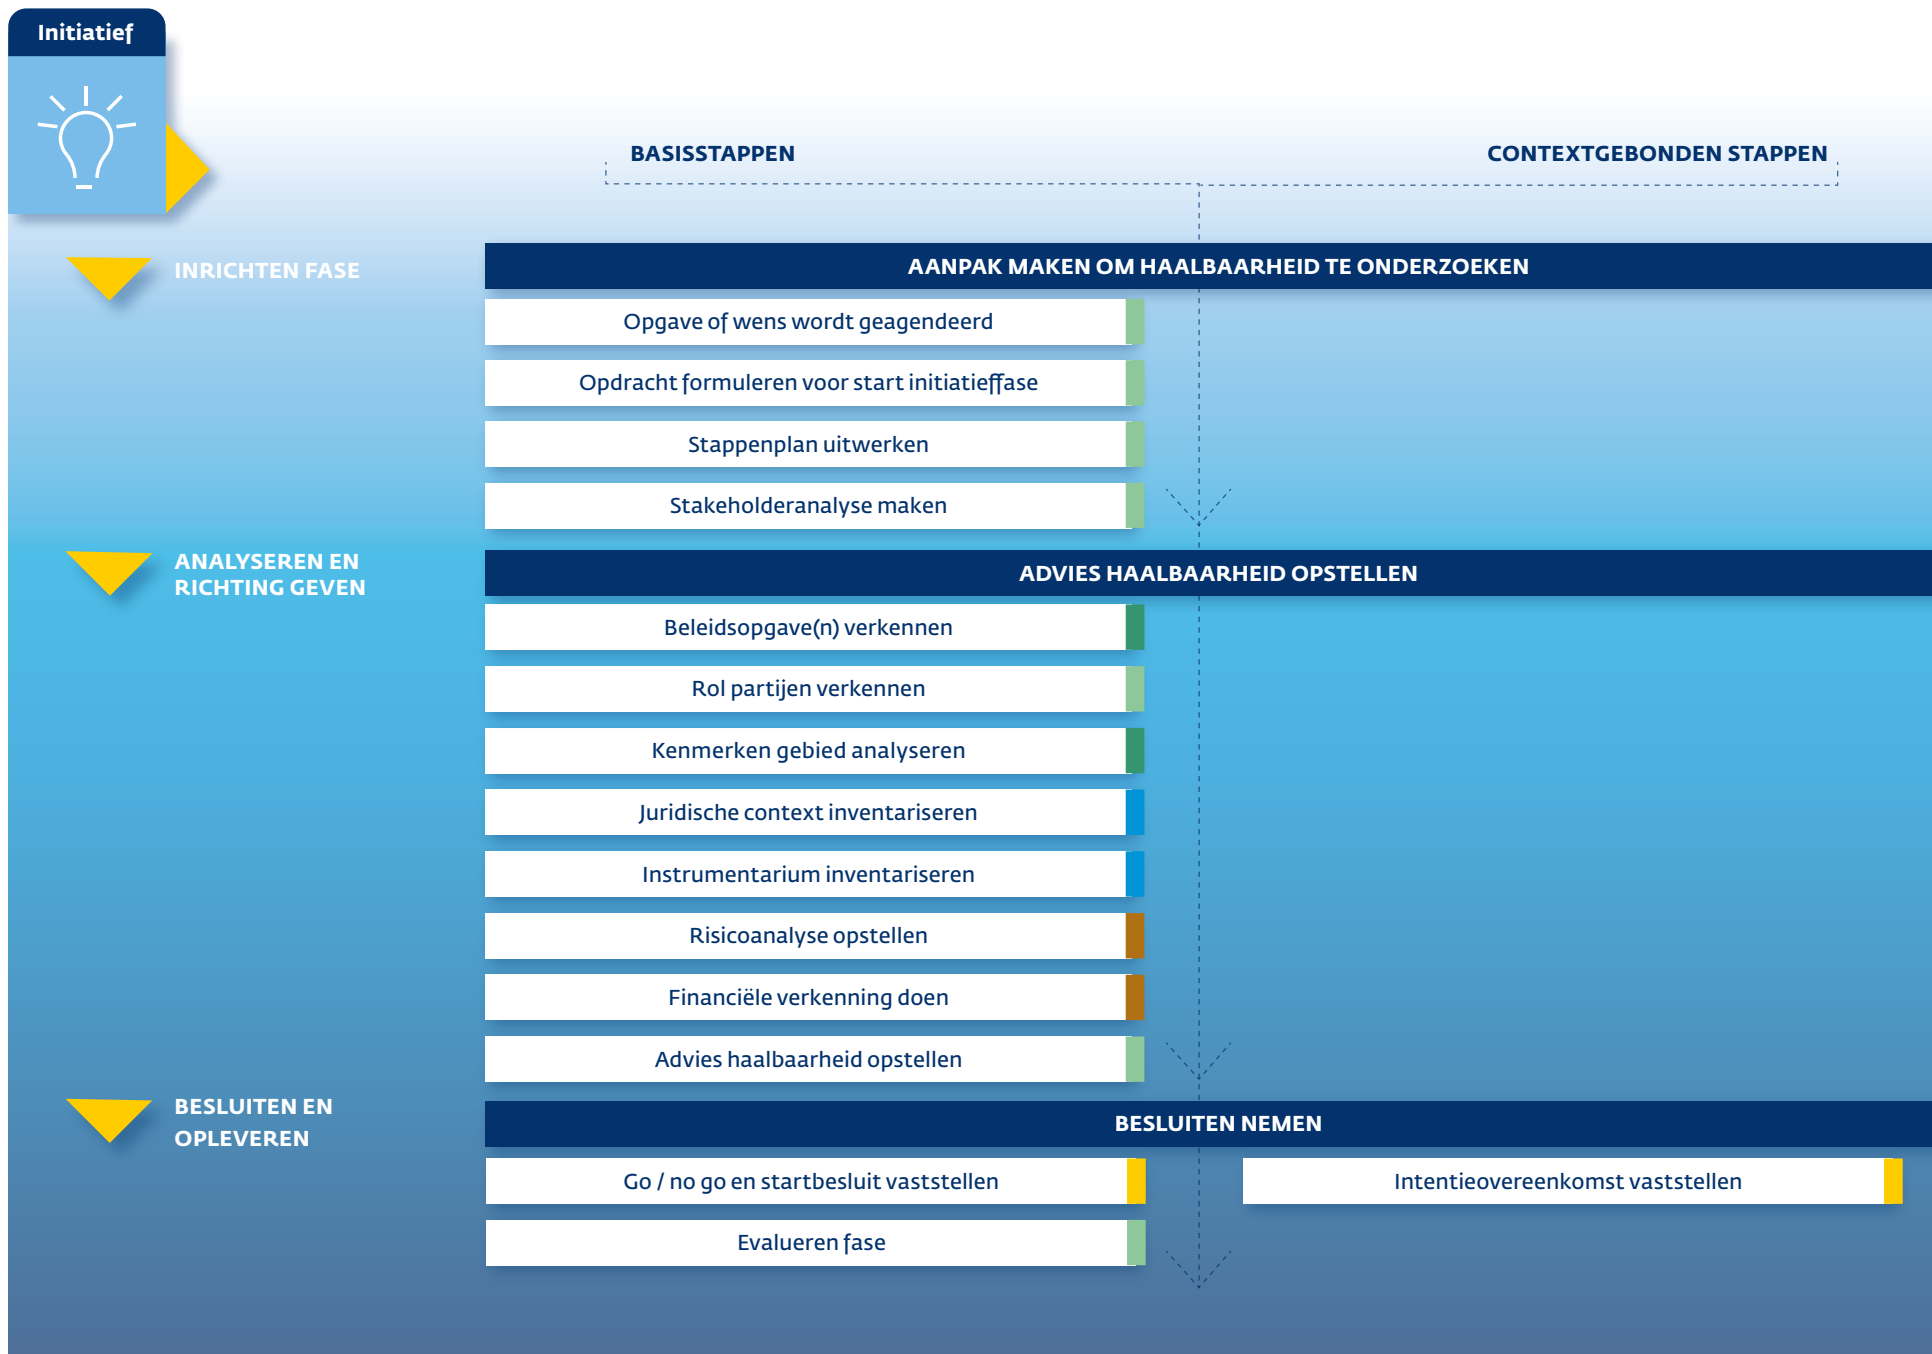 Initiatief
BASISSTAPPEN
CONTEXTGEBONDEN STAPPEN
INRICHTEN FASE
AANPAK MAKEN OM HAALBAARHEID TE ONDERZOEKEN
Opgave of wens wordt geagendeerd
Opdracht formuleren voor start initiatieffase
Stappenplan uitwerken
Stakeholderanalyse maken
ANALYSEREN EN
RICHTING GEVEN
ADVIES HAALBAARHEID OPSTELLEN
Beleidsopgave(n) verkennen
Rol partijen verkennen
Kenmerken gebied analyseren
Juridische context inventariseren
Instrumentarium inventariseren
Risicoanalyse opstellen
Financiële verkenning doen
Advies haalbaarheid opstellen
BESLUITEN EN
OPLEVEREN
BESLUITEN NEMEN
Go / no go en startbesluit vaststellen
Intentieovereenkomst vaststellen
Evalueren fase